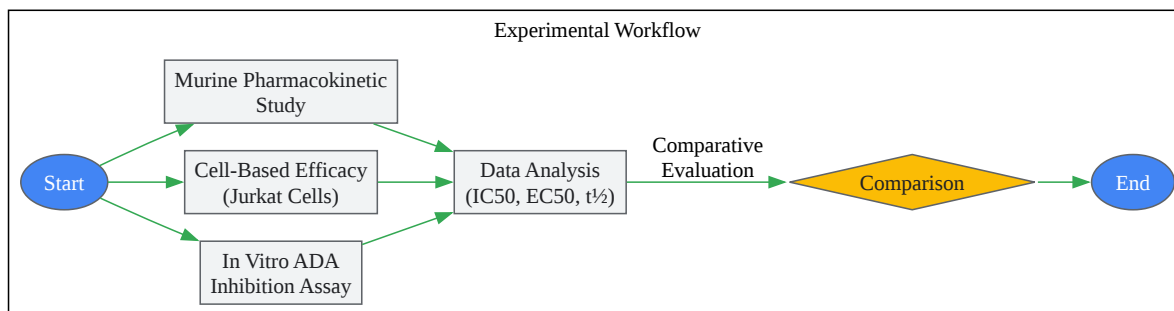 Experimental Workflow
Murine Pharmacokinetic
Study
Start
Cell-Based Efficacy
(Jurkat Cells)
In Vitro ADA
Inhibition Assay
Data Analysis
(IC50, EC50, t½)
Comparative
Evaluation
Comparison
End